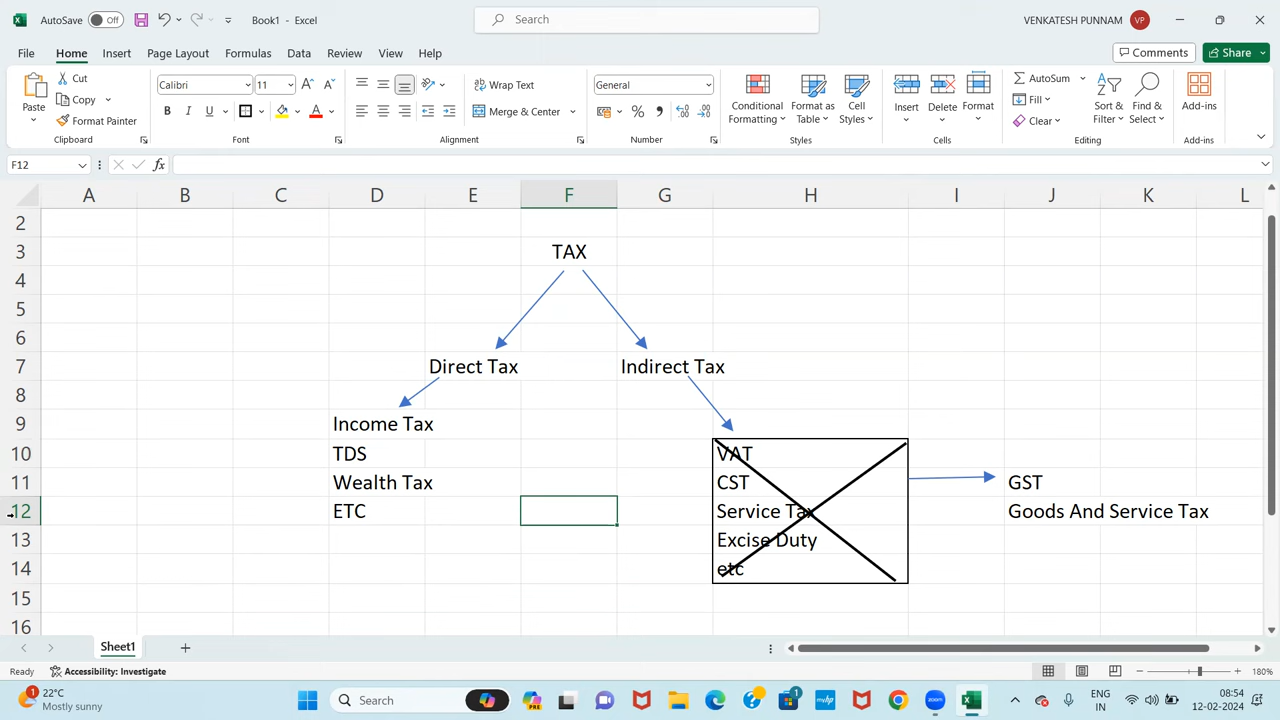 AutoSave Off Book1 - Excel Search VENKATESH PUNNAM VP
File Home Insert Page Layout Formulas Data Review View Help Comments Share
Paste Cut Copy Format Painter Clipboard
Calibri 11 B I U A Font
Wrap Text Merge & Center Alignment
General % , Number
Conditional Formatting Format as Table Cell Styles Styles
Insert Delete Format Cells
AutoSum Fill Clear Sort & Filter Find & Select Editing
Add-ins Add-ins
F12 fx
A B C D E F G H I J K L
2
3 TAX
4
5
6
7 Direct Tax Indirect Tax
8
9 Income Tax
10 TDS VAT
11 Wealth Tax CST GST
12 ETC Service Tax Goods And Service Tax
13 Excise Duty
14 etc
15
16
Sheet1
Ready Accessibility: Investigate 180%
1 22°C Mostly sunny Search 1 zoom ENG IN 08:54 12-02-2024